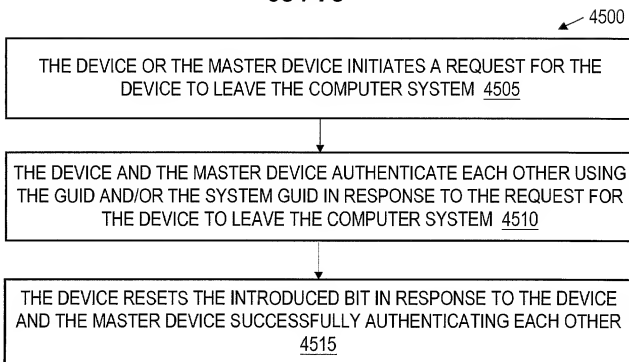 4500
THE DEVICE OR THE MASTER DEVICE INITIATES A REQUEST FOR THE
DEVICE TO LEAVE THE COMPUTER SYSTEM 4505
THE DEVICE AND THE MASTER DEVICE AUTHENTICATE EACH OTHER USING
THE GUID AND/OR THE SYSTEM GUID IN RESPONSE TO THE REQUEST FOR
THE DEVICE TO LEAVE THE COMPUTER SYSTEM 4510
THE DEVICE RESETS THE INTRODUCED BIT IN RESPONSE TO THE DEVICE
AND THE MASTER DEVICE SUCCESSFULLY AUTHENTICATING EACH OTHER
4515